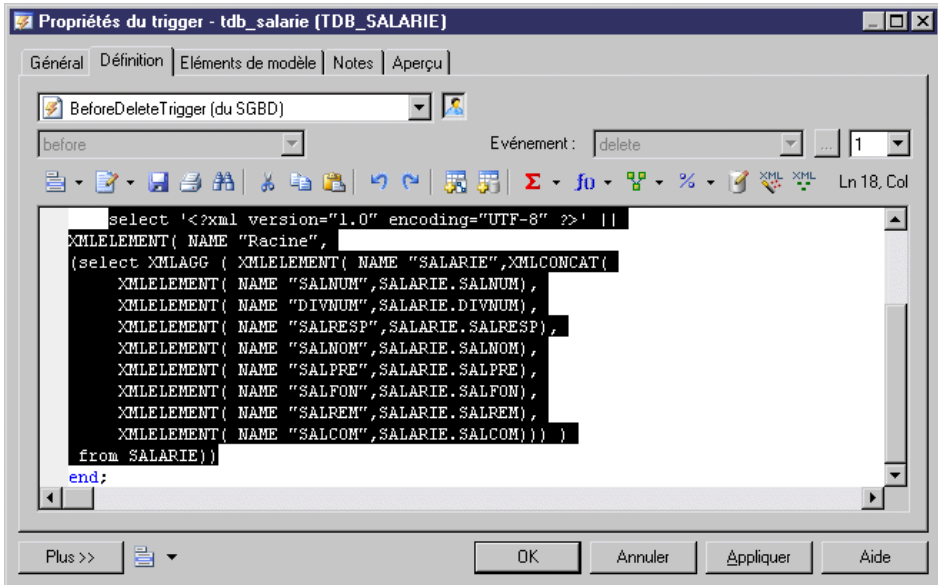 Propriétés du trigger - tdb_salarie (TDB_SALARIE)
Général Définition Eléments de modèle Notes Aperçu
BeforeDeleteTrigger (du SGBD)
before Evénement : delete ... 1
Ln 18, Col
select '<?xml version="1.0" encoding="UTF-8" ?>' ||
XMLELEMENT( NAME "Racine",
(select XMLAGG ( XMLELEMENT( NAME "SALARIE",XMLCONCAT(
XMLELEMENT( NAME "SALNUM",SALARIE.SALNUM),
XMLELEMENT( NAME "DIVNUM",SALARIE.DIVNUM),
XMLELEMENT( NAME "SALRESP",SALARIE.SALRESP),
XMLELEMENT( NAME "SALNOM",SALARIE.SALNOM),
XMLELEMENT( NAME "SALPRE",SALARIE.SALPRE),
XMLELEMENT( NAME "SALFON",SALARIE.SALFON),
XMLELEMENT( NAME "SALREM",SALARIE.SALREM),
XMLELEMENT( NAME "SALCOM",SALARIE.SALCOM))) )
from SALARIE))
end;
Plus >> OK Annuler Appliquer Aide